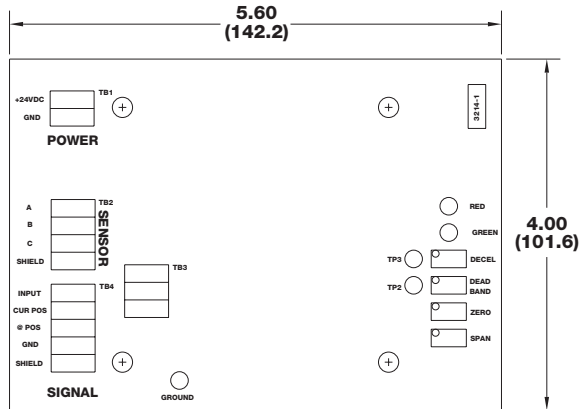 5.60
(142.2)
+24VDC
TB1
GND
POWER
3214-1
A
TB2
B
C
SHIELD
SENSOR
RED
GREEN
4.00
(101.6)
TP3
DECEL
TB3
TP2
DEAD
BAND
INPUT
TB4
CUR POS
ZERO
@ POS
GND
SPAN
SHIELD
SIGNAL
GROUND